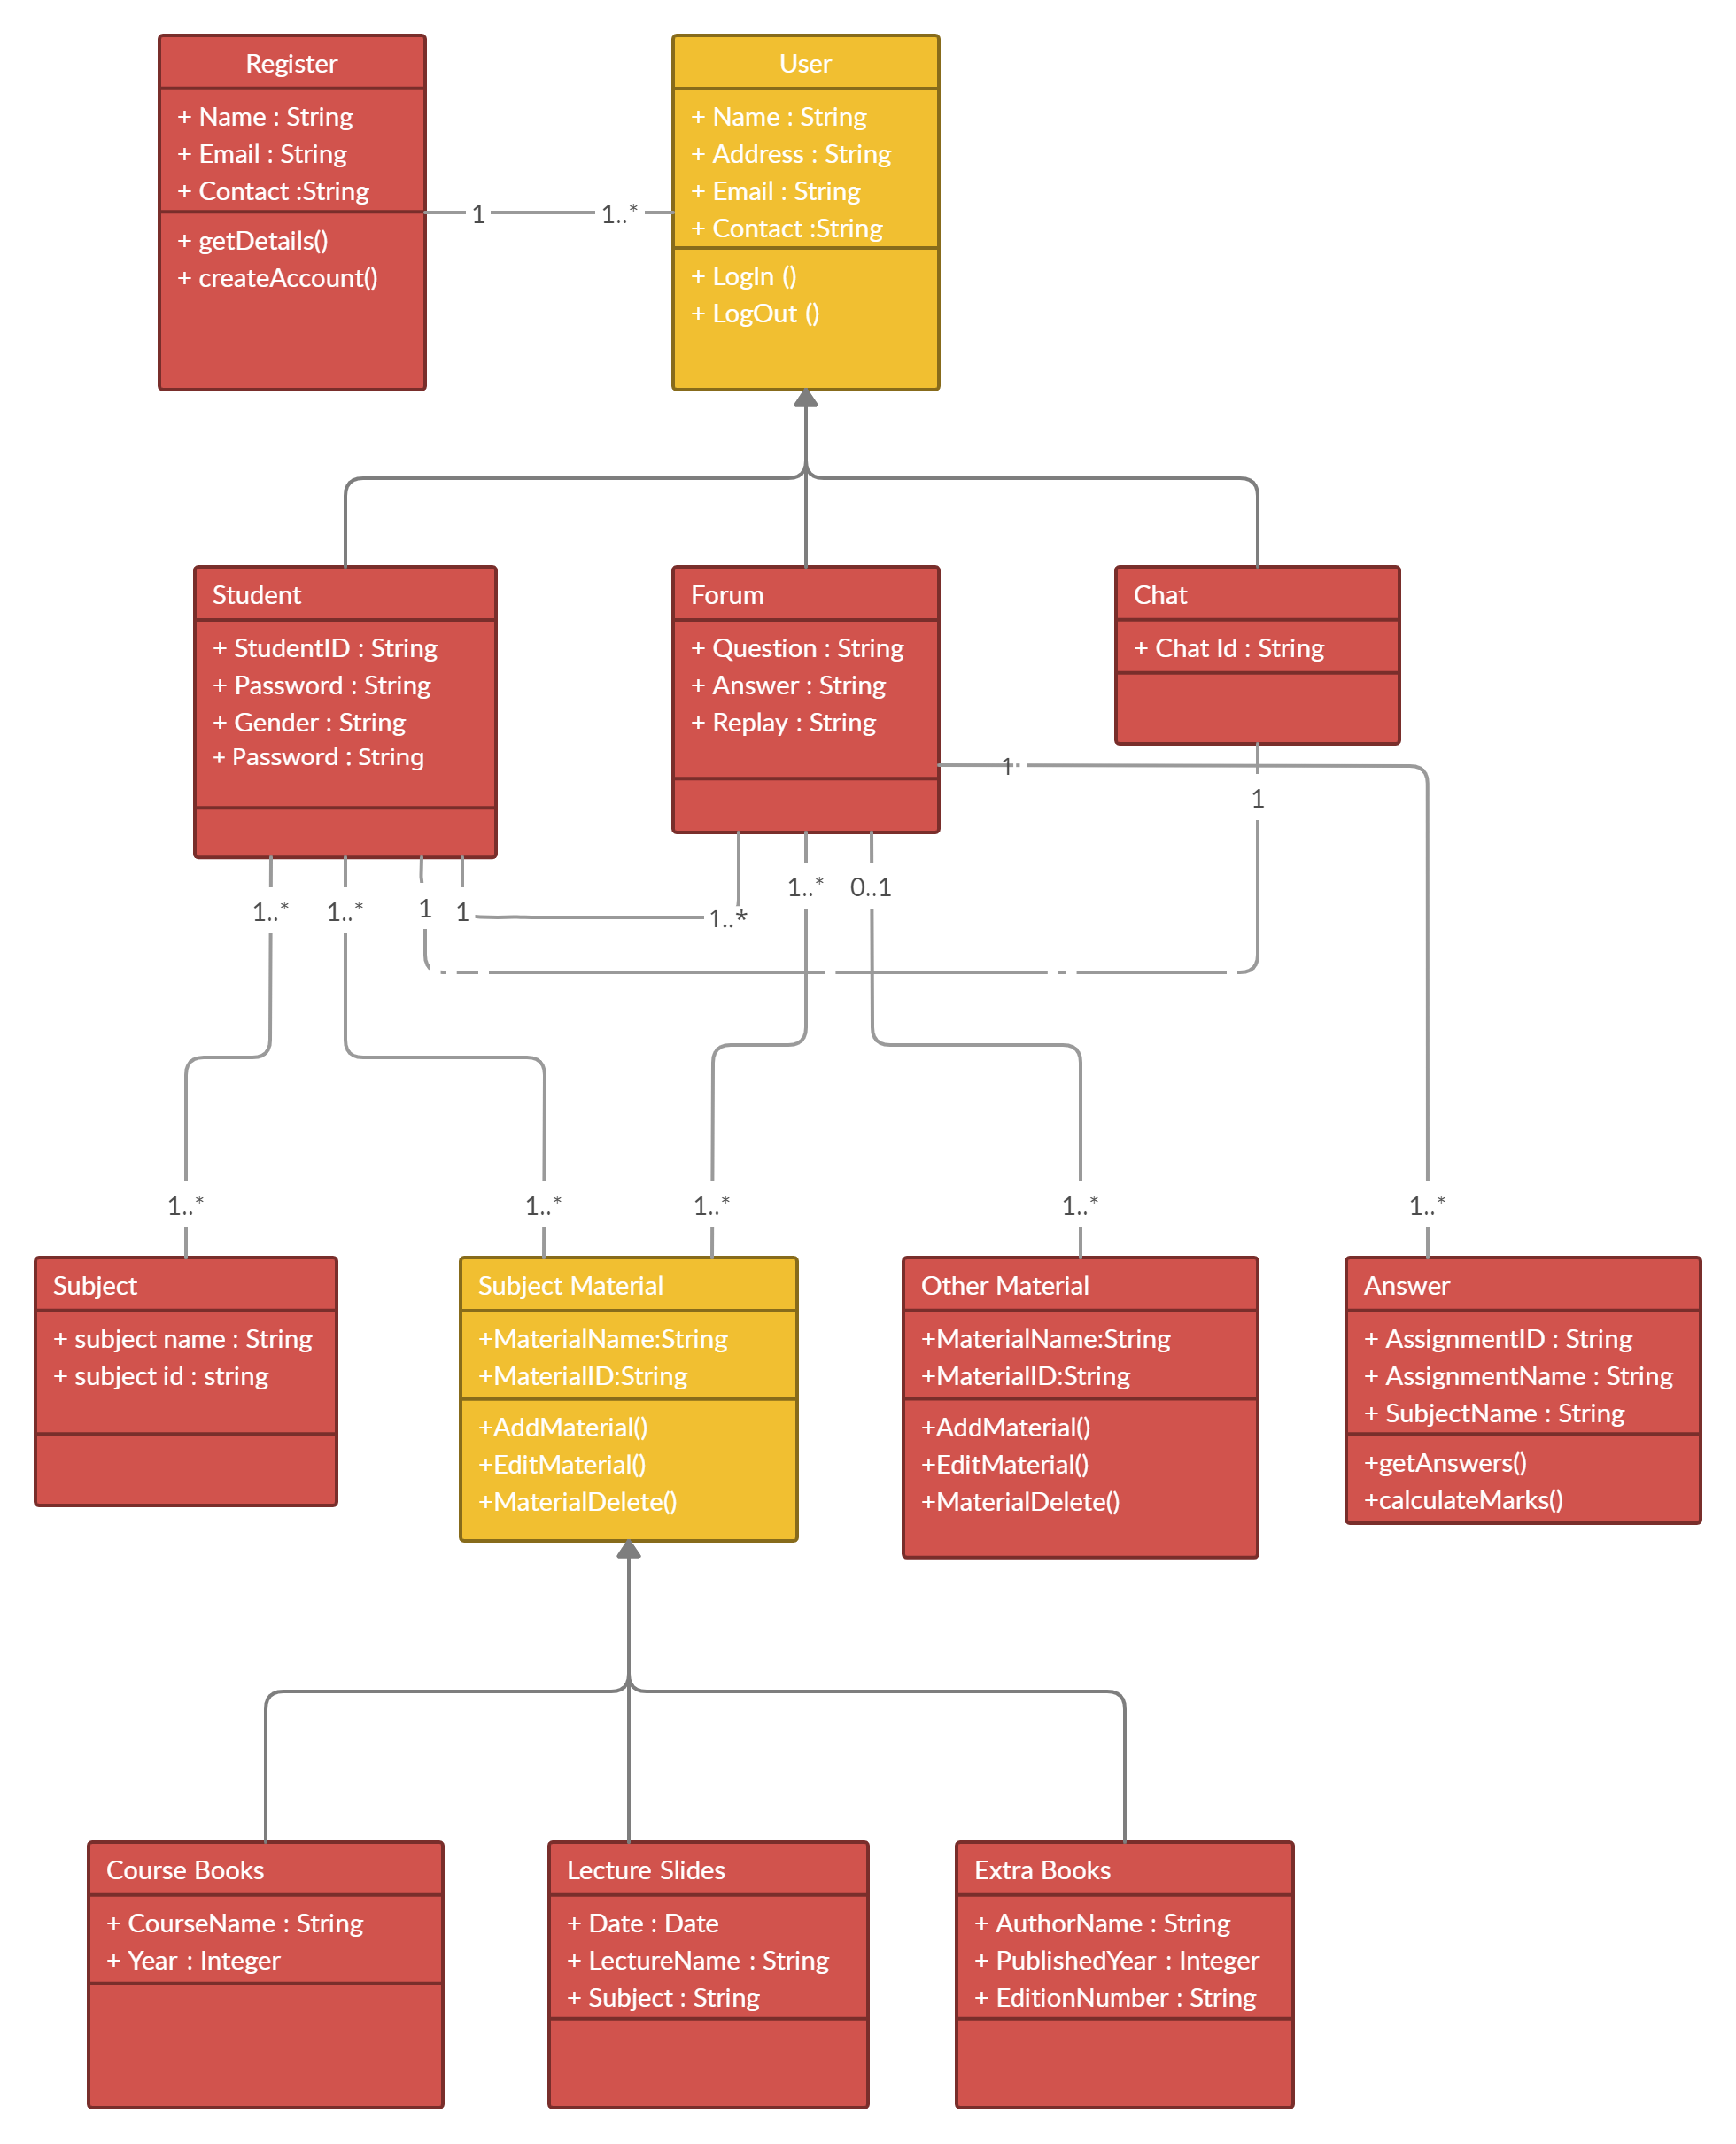 Register
+ Name : String
+ Email : String
+ Contact :String
+ getDetails()
+ createAccount()
User
+ Name : String
+ Address : String
+ Email : String
+ Contact :String
+ LogIn ()
+ LogOut ()
1
1..*
Student
+ StudentID : String
+ Password : String
+ Gender : String
+ Password : String
Forum
+ Question : String
+ Answer : String
+ Replay : String
Chat
+ Chat Id : String
1
1
1..*
1..*
1
1
1..*
1..*
0..1
1..*
1..*
1..*
1..*
1..*
Subject
+ subject name : String
+ subject id : string
Subject Material
+MaterialName:String
+MaterialID:String
+AddMaterial()
+EditMaterial()
+MaterialDelete()
Other Material
+MaterialName:String
+MaterialID:String
+AddMaterial()
+EditMaterial()
+MaterialDelete()
Answer
+ AssignmentID : String
+ AssignmentName : String
+ SubjectName : String
+getAnswers()
+calculateMarks()
Course Books
+ CourseName : String
+ Year : Integer
Lecture Slides
+ Date : Date
+ LectureName : String
+ Subject : String
Extra Books
+ AuthorName : String
+ PublishedYear : Integer
+ EditionNumber : String